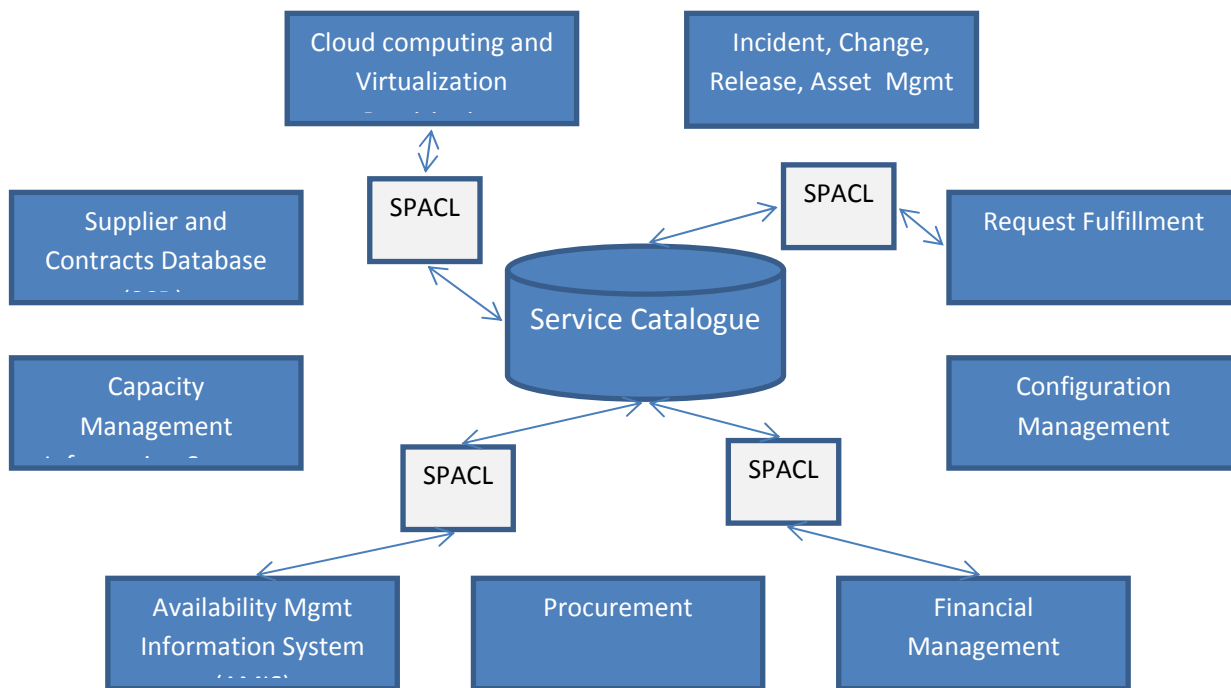 Cloud computing and
Virtualization
Incident, Change,
Release, Asset Mgmt
SPACL
SPACL
Supplier and
Contracts Database
Request Fulfillment
Service Catalogue
Capacity
Management
Configuration
Management
SPACL
SPACL
Availability Mgmt
Information System
Procurement
Financial
Management